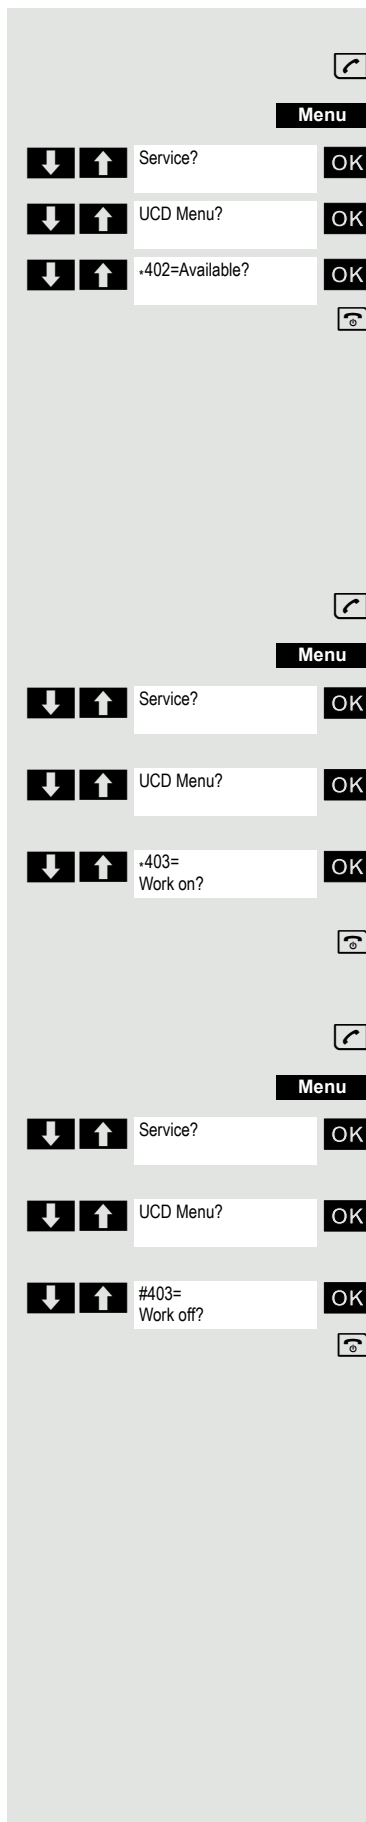 Menu
Service? OK
UCD Menu? OK
*402=Available? OK
Menu
Service? OK
UCD Menu? OK
*403= OK
Work on?
Menu
Service? OK
UCD Menu? OK
#403= OK
Work off?